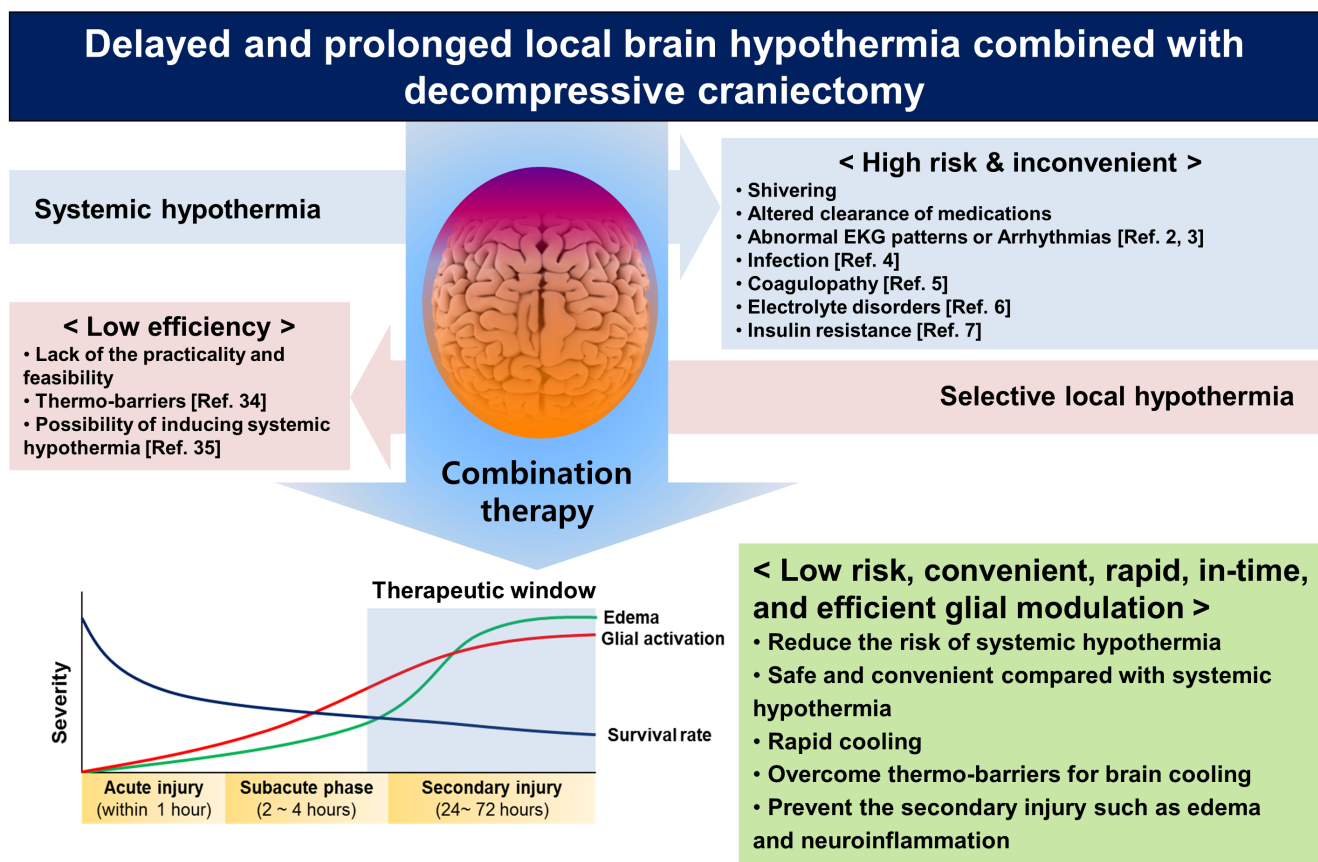 Delayed and prolonged local brain hypothermia combined with
decompressive craniectomy
Systemic hypothermia
< High risk & inconvenient >
• Shivering
• Altered clearance of medications
• Abnormal EKG patterns or Arrhythmias [Ref. 2, 3]
• Infection [Ref. 4]
• Coagulopathy [Ref. 5]
• Electrolyte disorders [Ref. 6]
• Insulin resistance [Ref. 7]
< Low efficiency >
• Lack of the practicality and
feasibility
• Thermo-barriers [Ref. 34]
• Possibility of inducing systemic
hypothermia [Ref. 35]
Selective local hypothermia
Combination
therapy
Therapeutic window
Edema
Glial activation
Survival rate
Severity
Acute injury
(within 1 hour)
Subacute phase
(2 ~ 4 hours)
Secondary injury
(24~ 72 hours)
< Low risk, convenient, rapid, in-time,
and efficient glial modulation >
• Reduce the risk of systemic hypothermia
• Safe and convenient compared with systemic
hypothermia
• Rapid cooling
• Overcome thermo-barriers for brain cooling
• Prevent the secondary injury such as edema
and neuroinflammation